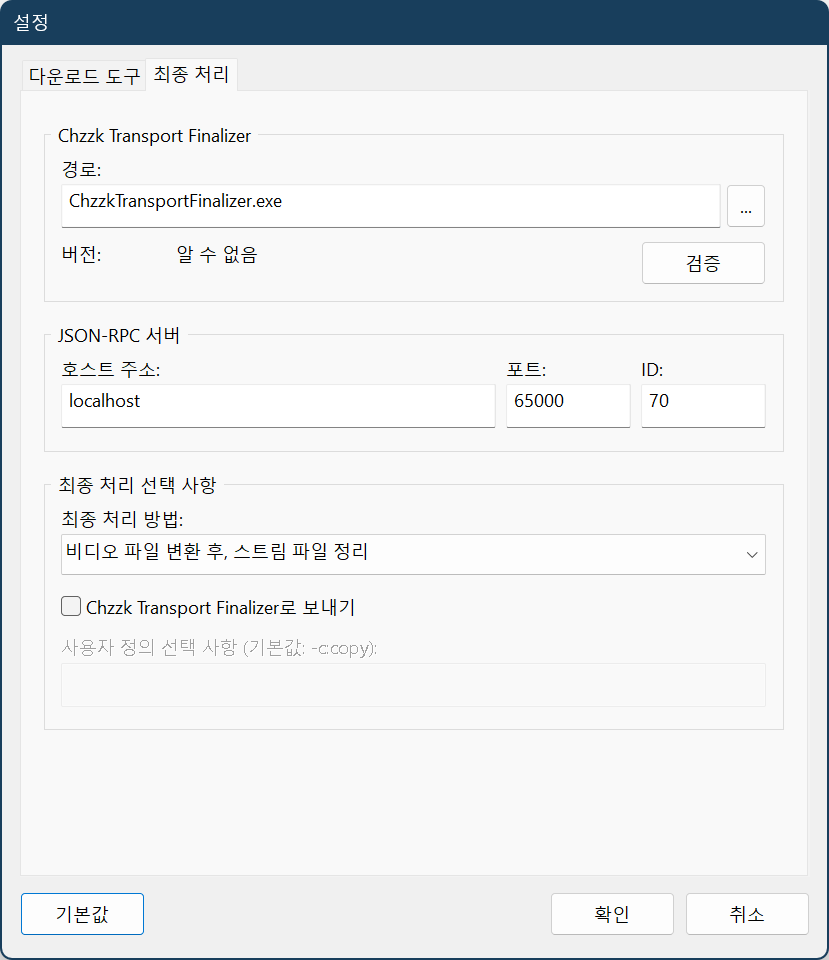 설정
다운로드 도구
최종 처리
Chzzk Transport Finalizer
경로:
ChzzkTransportFinalizer.exe
...
버전: 알 수 없음
검증
JSON-RPC 서버
호스트 주소: 포트: ID:
localhost 65000 70
최종 처리 선택 사항
최종 처리 방법:
비디오 파일 변환 후, 스트림 파일 정리
Chzzk Transport Finalizer로 보내기
사용자 정의 선택 사항 (기본값: -c:copy):
기본값 확인 취소